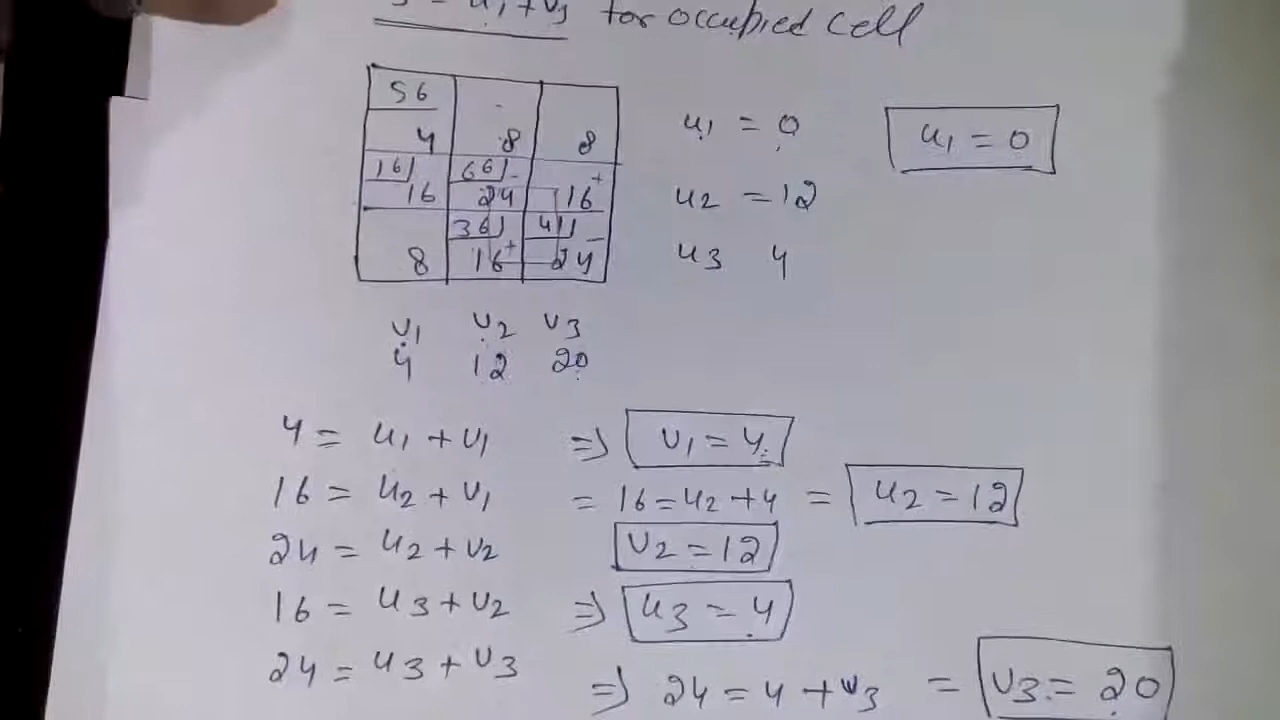 = u1 + v3 for occupied cell
56
4 8 8
16 66 -
16 24 16 +
36 41 -
8 16 + 24
u1 = 0
u2 = 12
u3 4
u1 = 0
v1 v2 v3
4 12 20
4 = u1 + v1 => v1 = 4
16 = u2 + v1 = 16 = u2 + 4 = u2 = 12
24 = u2 + v2 v2 = 12
16 = u3 + v2 => u3 = 4
24 = u3 + v3 => 24 = 4 + v3 = v3 = 20